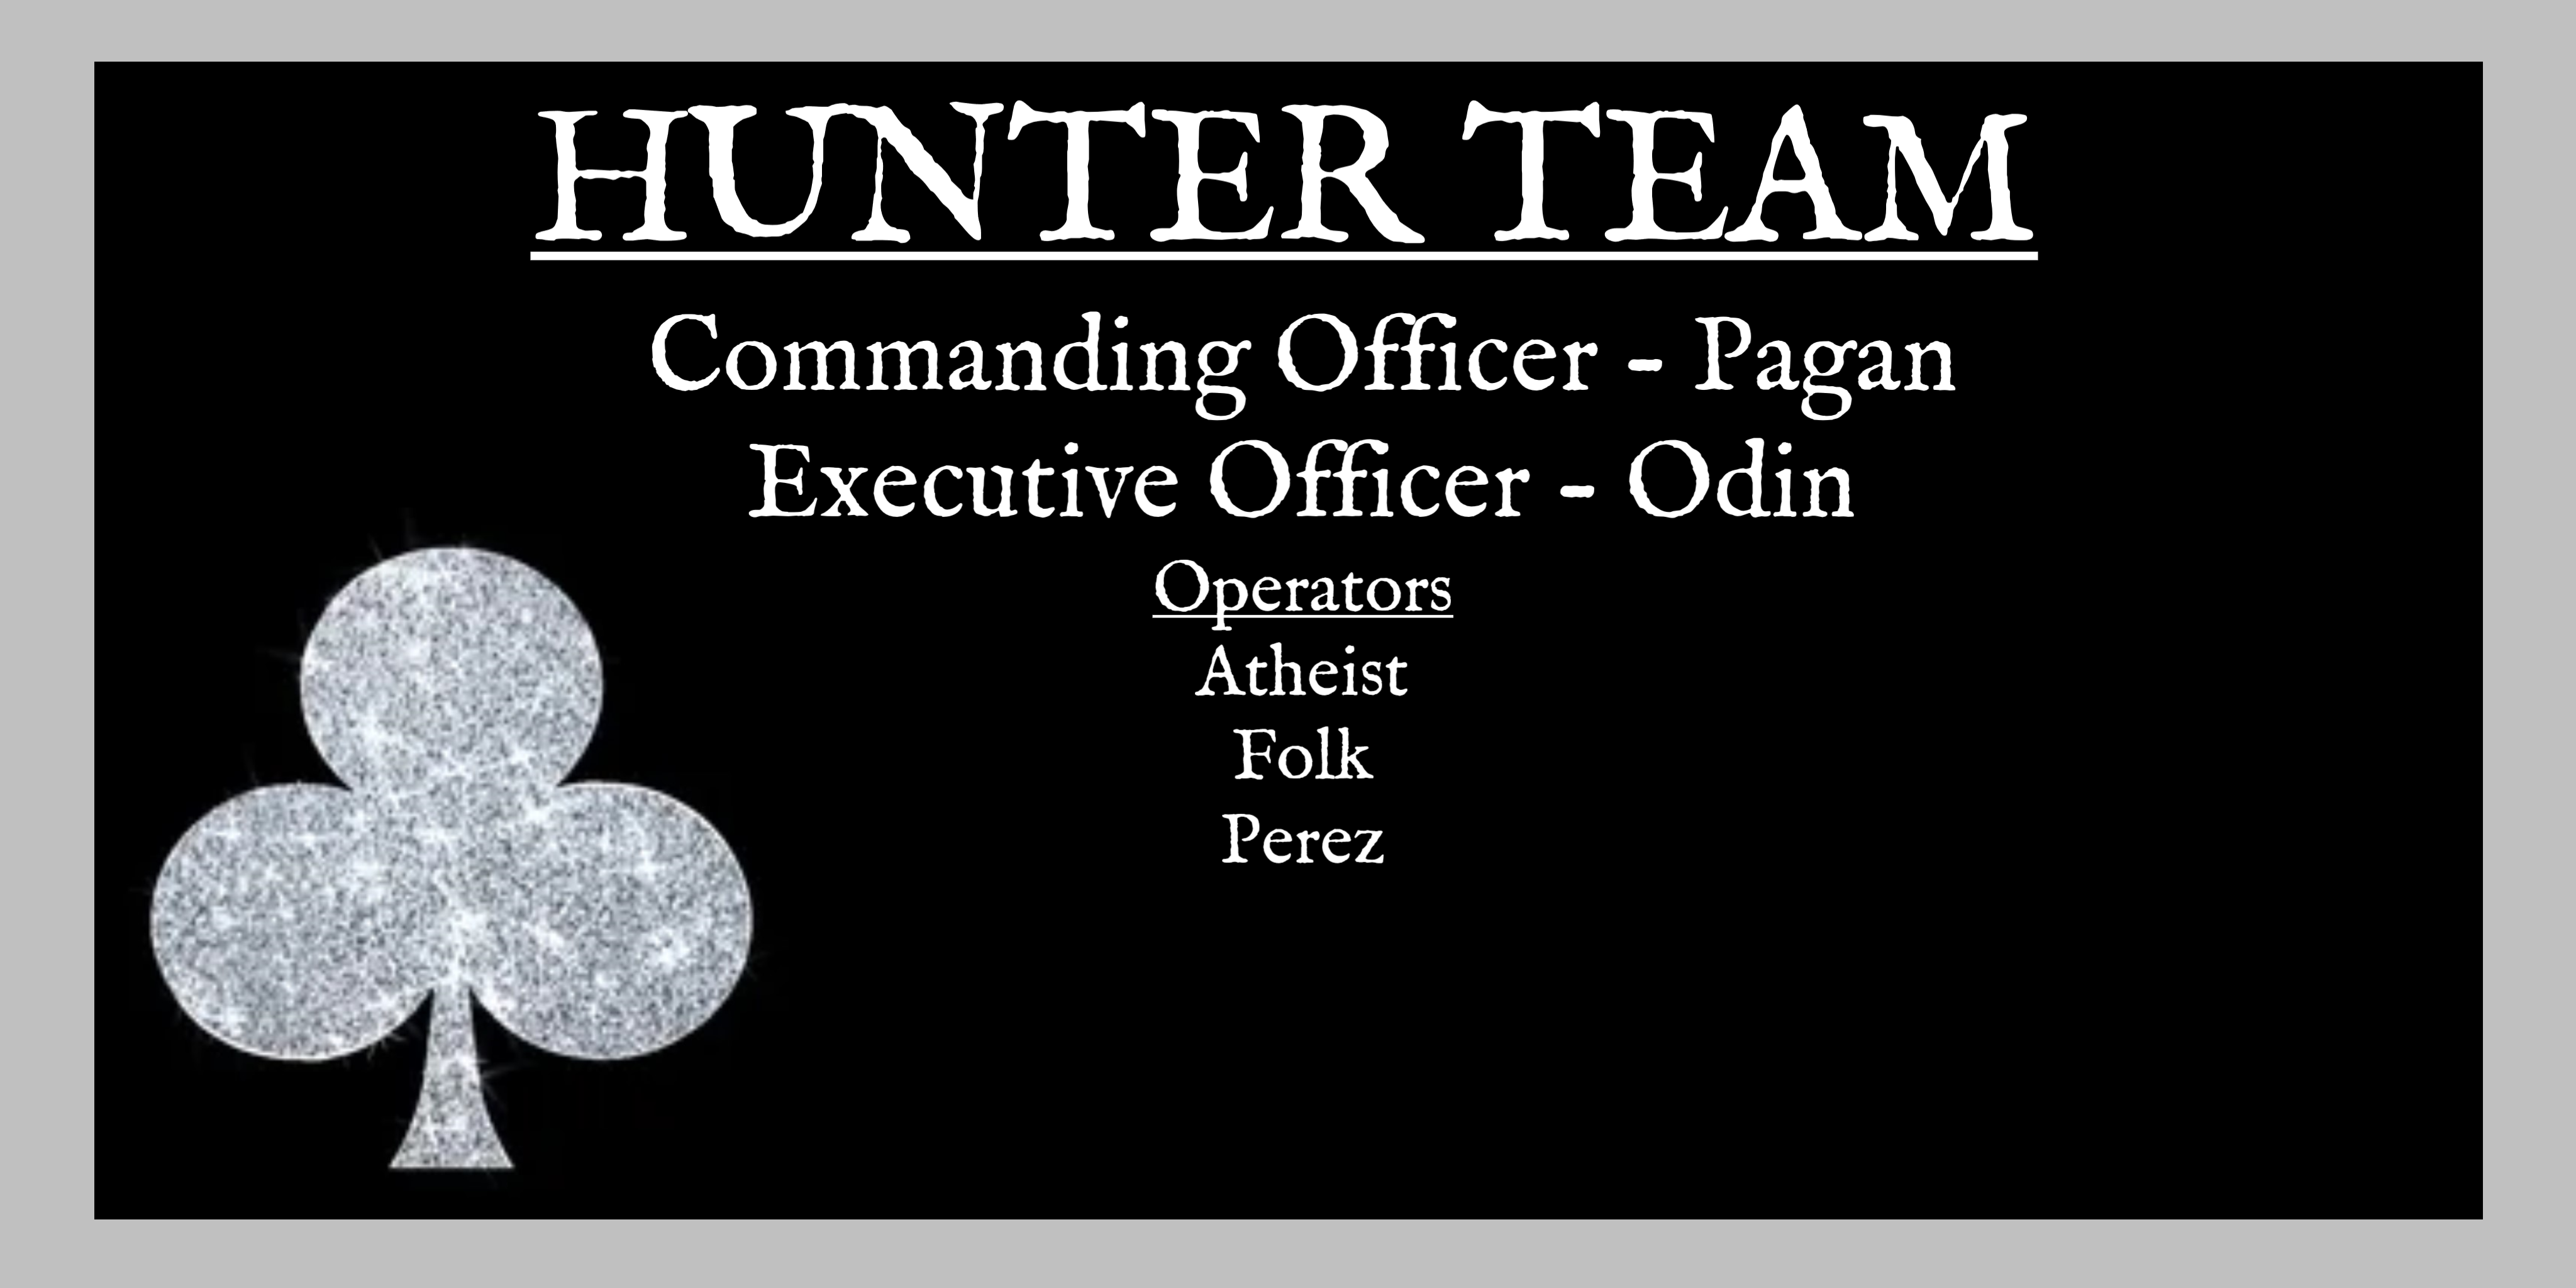 HUNTER TEAM
Commanding Officer - Pagan
Executive Officer - Odin
Operators
Atheist
Folk
Perez